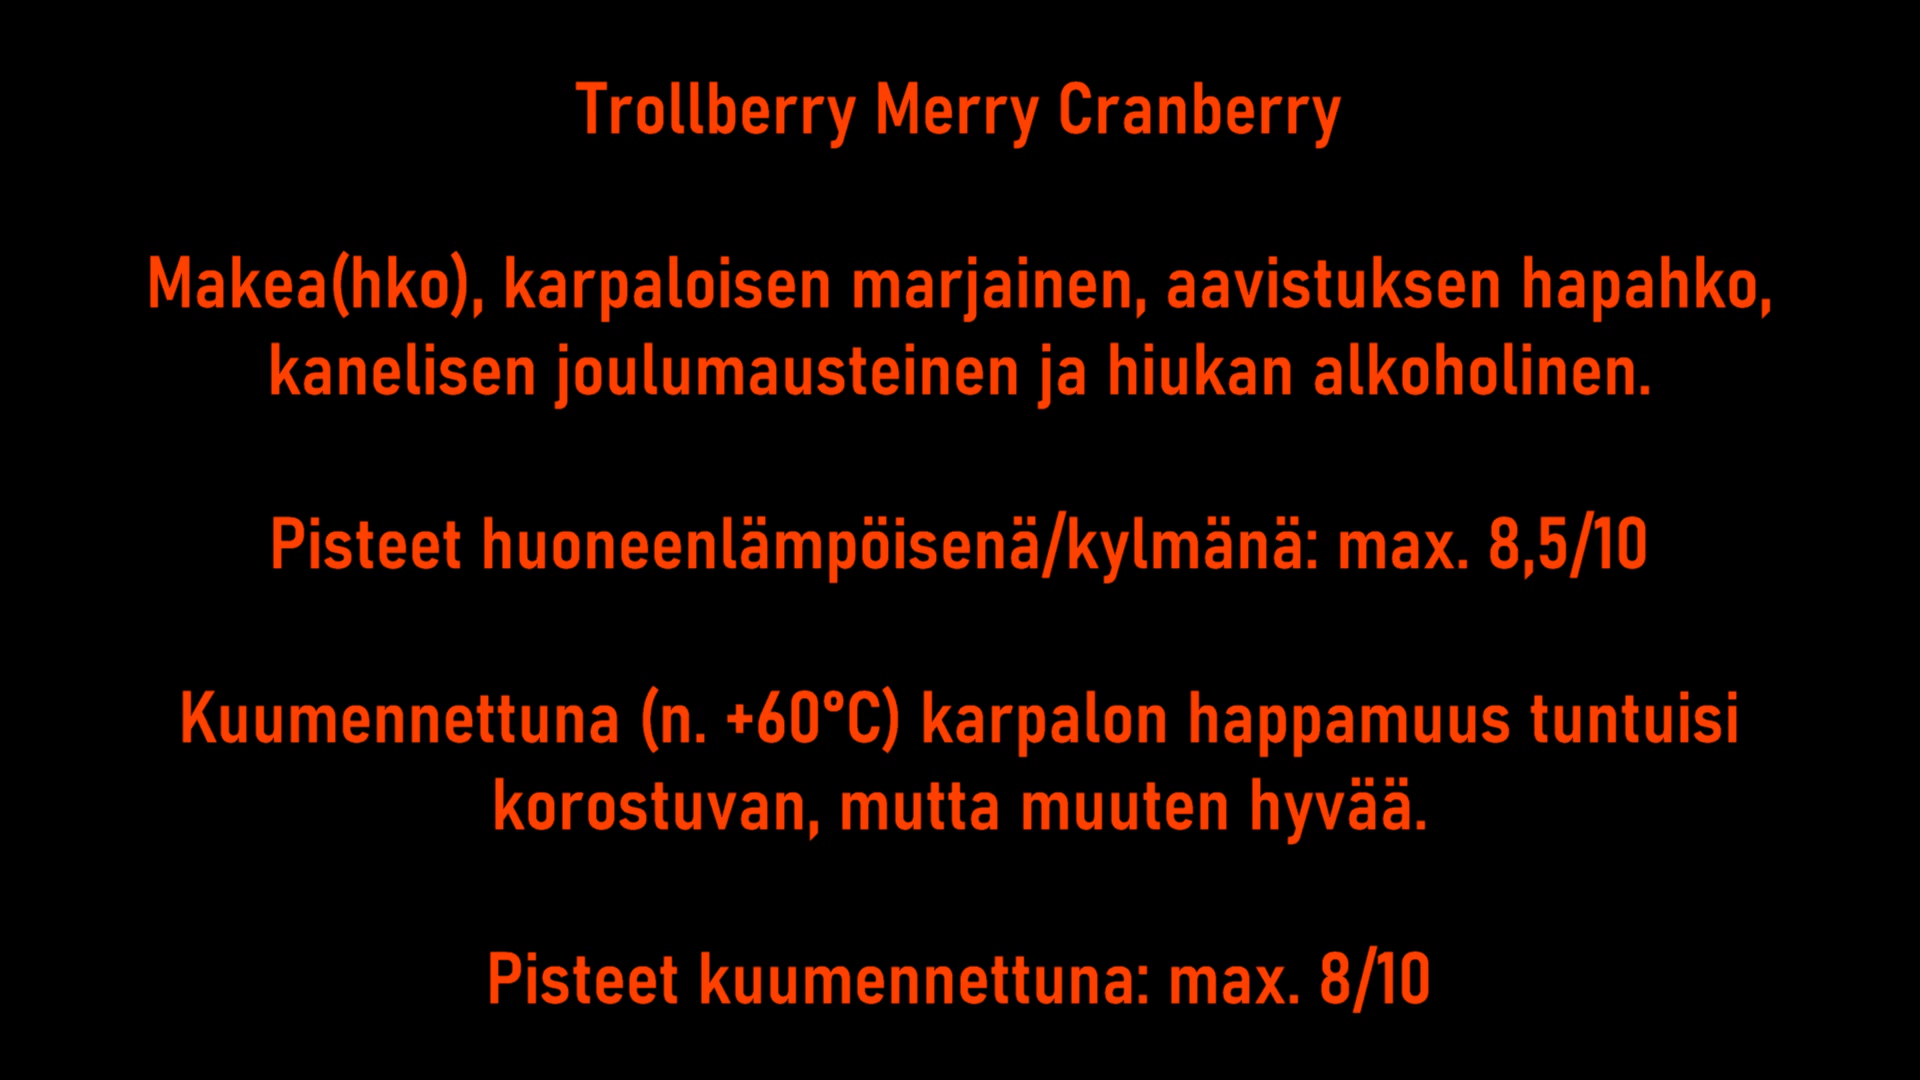 Trollberry Merry Cranberry
Makea(hko), karpaloisen marjainen, aavistuksen hapahko,
kanelisen joulumausteinen ja hiukan alkoholinen.
Pisteet huoneenlämpöisenä/kylmänä: max. 8,5/10
Kuumennettuna (n. +60°C) karpalon happamuus tuntuisi
korostuvan, mutta muuten hyvää.
Pisteet kuumennettuna: max. 8/10